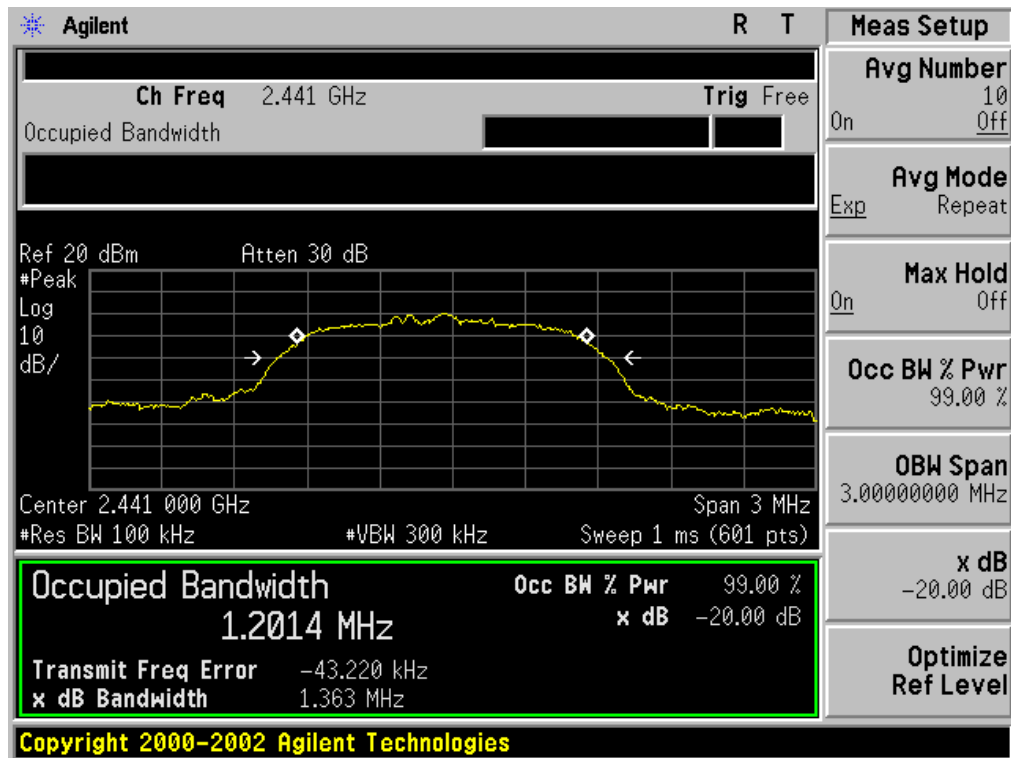 Agilent R T
Ch Freq 2.441 GHz Trig Free
Occupied Bandwidth
Ref 20 dBm Atten 30 dB
#Peak
Log
10
dB/
Center 2.441 000 GHz Span 3 MHz
#Res BW 100 kHz #VBW 300 kHz Sweep 1 ms (601 pts)
Occupied Bandwidth Occ BW % Pwr 99.00 %
1.2014 MHz x dB -20.00 dB
Transmit Freq Error -43.220 kHz
x dB Bandwidth 1.363 MHz
Copyright 2000-2002 Agilent Technologies
Meas Setup
Avg Number
10
On Off
Avg Mode
Exp Repeat
Max Hold
On Off
Occ BW % Pwr
99.00 %
OBW Span
3.00000000 MHz
x dB
-20.00 dB
Optimize
Ref Level